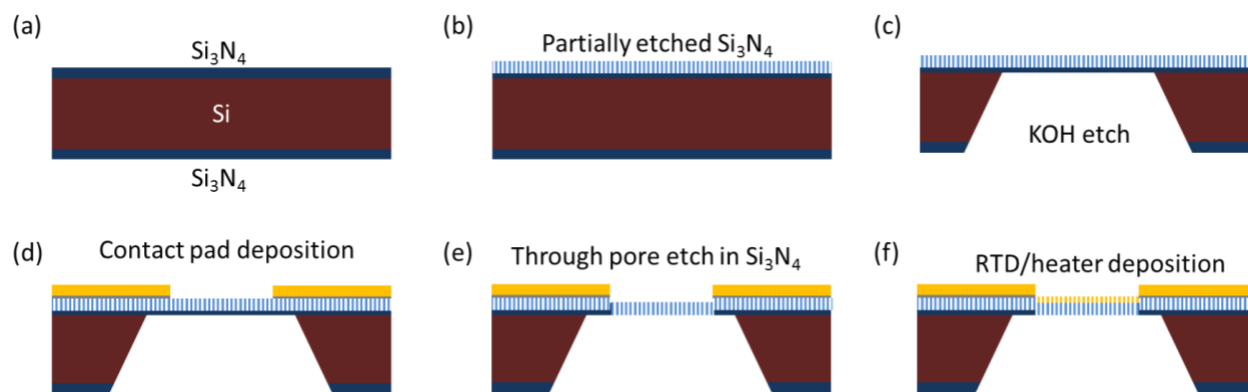 (a)
Si₃N₄
Si
Si₃N₄
(b)
Partially etched Si₃N₄
(c)
KOH etch
(d)
Contact pad deposition
(e)
Through pore etch in Si₃N₄
(f)
RTD/heater deposition